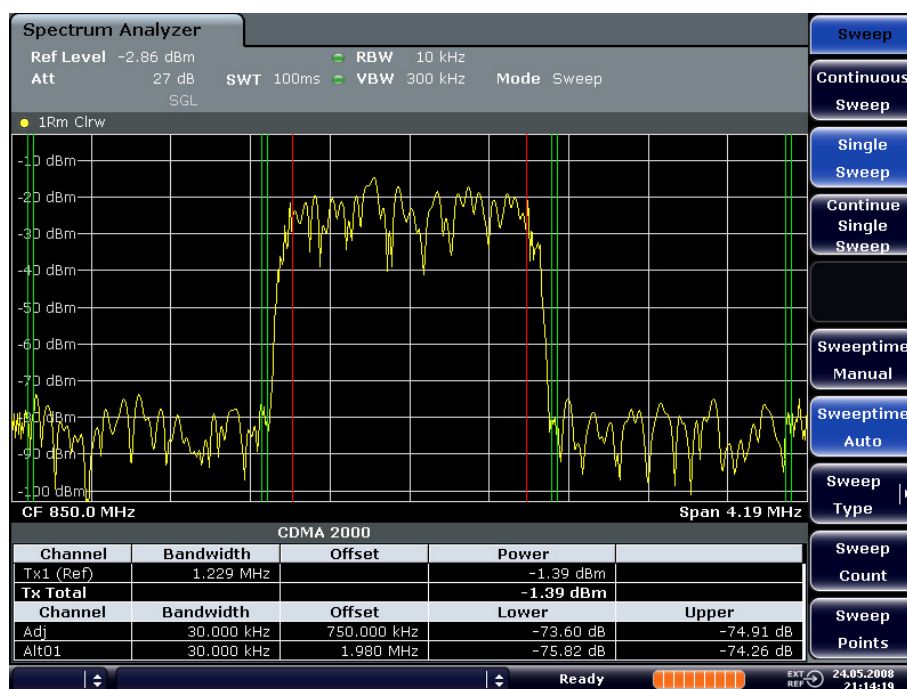 Spectrum Analyzer
Ref Level -2.86 dBm RBW 10 kHz
Att 27 dB SWT 100ms VBW 300 kHz Mode Sweep
SGL
1Rm Clrw
-10 dBm
-20 dBm
-30 dBm
-40 dBm
-50 dBm
-60 dBm
-70 dBm
-80 dBm
-90 dBm
-100 dBm
CF 850.0 MHz Span 4.19 MHz
CDMA 2000
Channel Bandwidth Offset Power
Tx1 (Ref) 1.229 MHz -1.39 dBm
Tx Total -1.39 dBm
Channel Bandwidth Offset Lower Upper
Adj 30.000 kHz 750.000 kHz -73.60 dB -74.91 dB
Alt01 30.000 kHz 1.980 MHz -75.82 dB -74.26 dB
Ready EXT REF 24.05.2008
21:14:19
Sweep
Continuous
Sweep
Single
Sweep
Continue
Single
Sweep
Sweeptime
Manual
Sweeptime
Auto
Sweep
Type
Sweep
Count
Sweep
Points